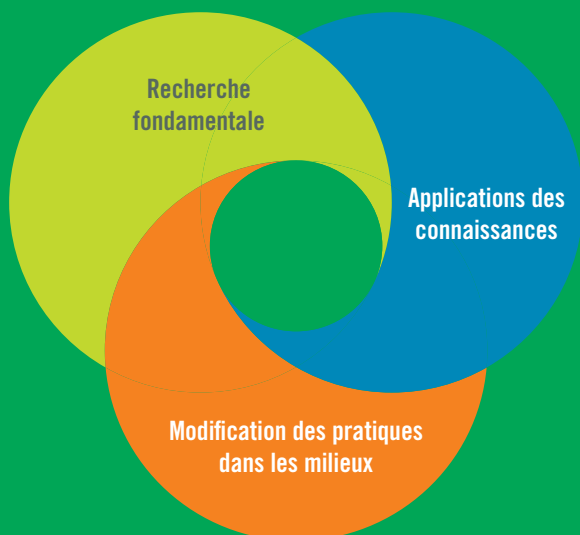 Recherche
fondamentale
Applications des
connaissances
Modification des pratiques
dans les milieux